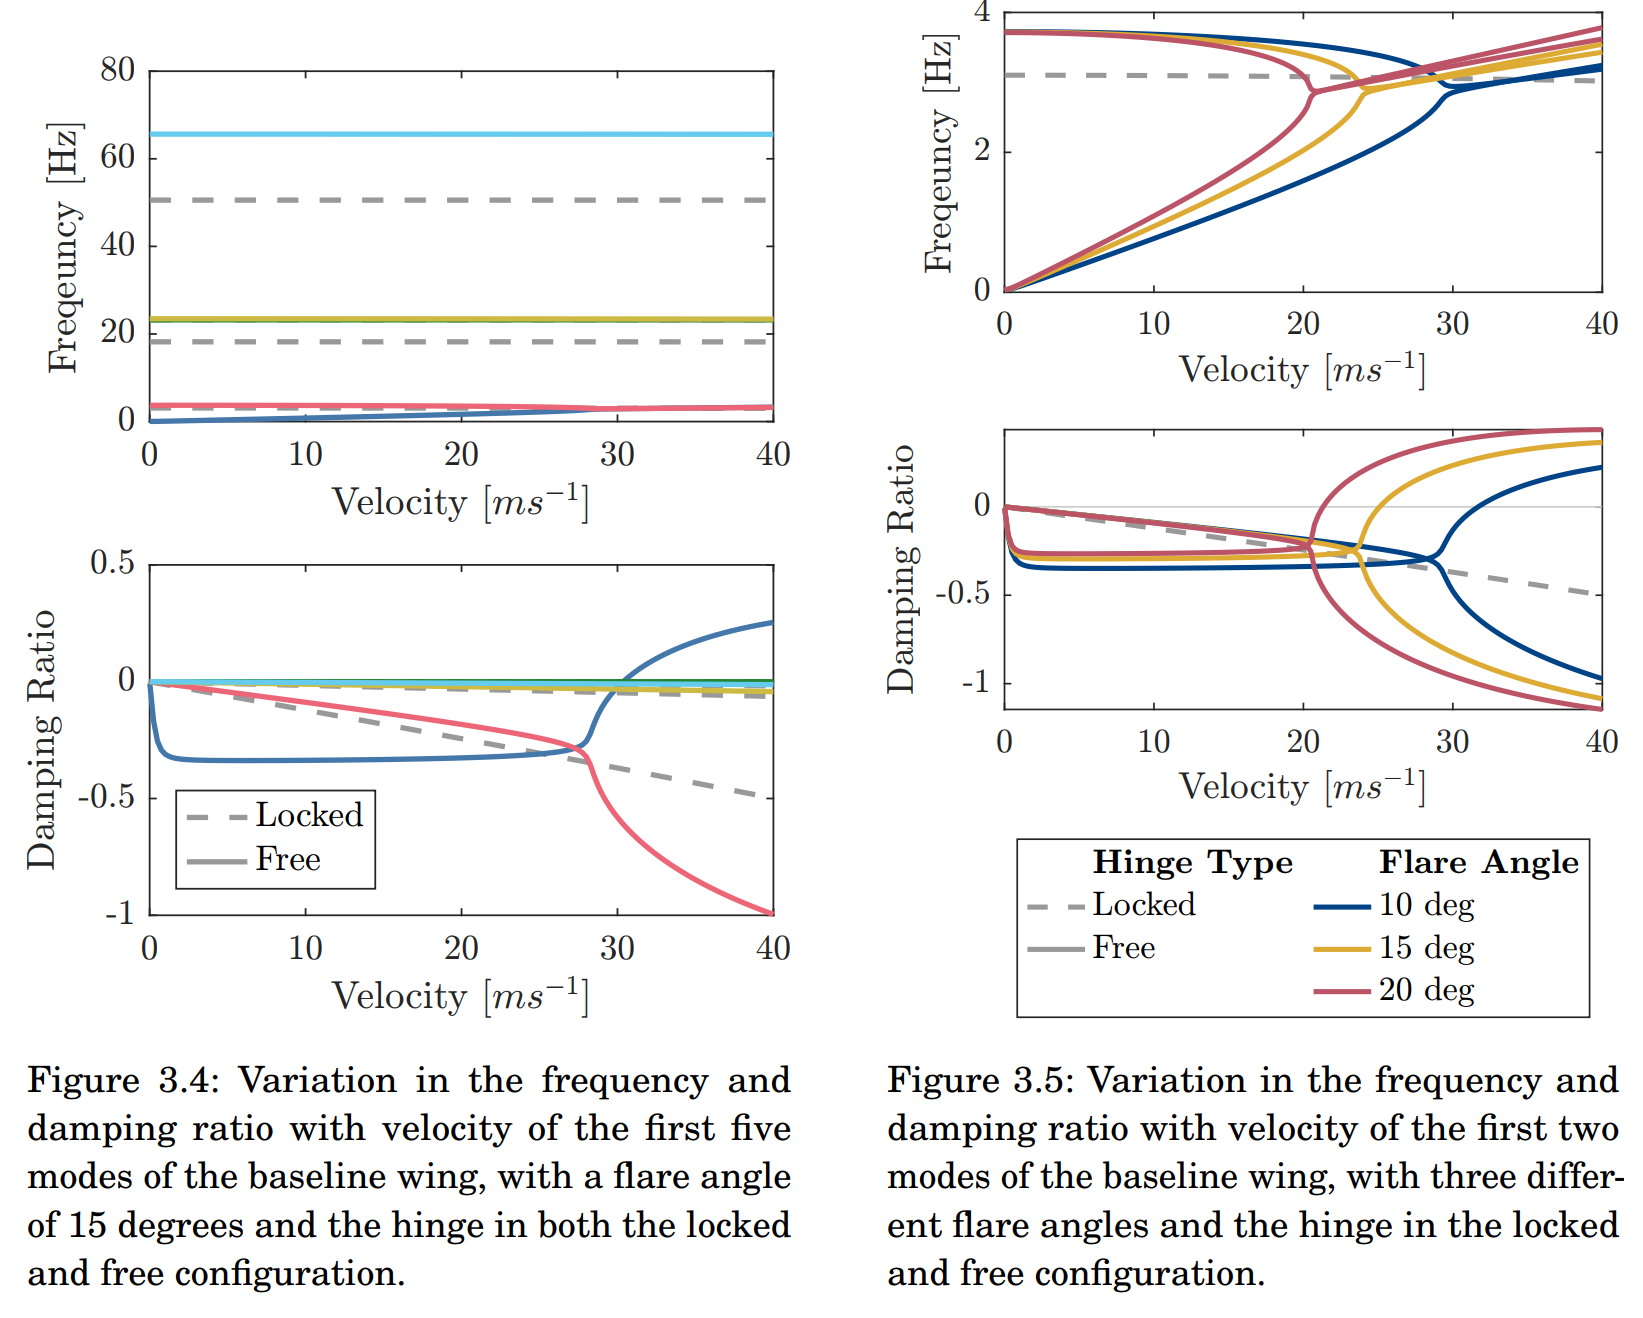 80
60
40
20
0
Freqeuncy [Hz]
0 10 20 30 40
Velocity [ms⁻¹]
0.5
0
-0.5
-1
Damping Ratio
Locked
Free
0 10 20 30 40
Velocity [ms⁻¹]
Figure 3.4: Variation in the frequency and
damping ratio with velocity of the first five
modes of the baseline wing, with a flare angle
of 15 degrees and the hinge in both the locked
and free configuration.
4
2
0
Freqeuncy [Hz]
0 10 20 30 40
Velocity [ms⁻¹]
0
-0.5
-1
Damping Ratio
0 10 20 30 40
Velocity [ms⁻¹]
Hinge Type Flare Angle
Locked 10 deg
Free 15 deg
20 deg
Figure 3.5: Variation in the frequency and
damping ratio with velocity of the first two
modes of the baseline wing, with three differ-
ent flare angles and the hinge in the locked
and free configuration.